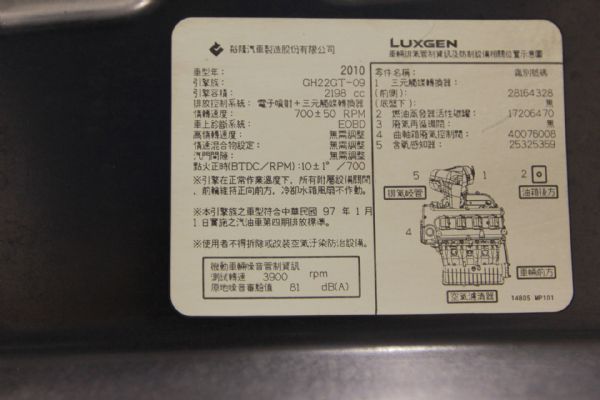 裕隆汽車製造股份有限公司
車型年： 2010
引擎族： GH22GT-09
引擎容積： 2198 cc
排放控制系統： 電子噴射＋三元觸媒轉換器
惰轉速度： 700±50 RPM
車上診斷系統： EOBD
高惰轉速度： 無需調整
惰速混合物設定： 無需調整
汽門間隙： 無需調整
點火正時(BTDC/RPM)：10±1°/700
※引擎在正常作業溫度下，所有附屬設備關閉
，前輪維持正向前方，冷卻水箱風扇不作動。
※本引擎族之車型符合中華民國 97 年 1 月
1 日實施之汽油車第四期排放標準。
※使用者不得拆除或改裝空氣汙染防治設備。
機動車輛噪音管制資訊
測試轉速 3900 rpm
原地噪音審驗值 81 dB(A)
LUXGEN
車輛排氣管制資訊及防制設備相關位置示意圖
零件名稱： 識別號碼
1 三元觸媒轉換器：
(前側)： 28164328
(底盤下)： 無
2 燃油蒸發器活性碳罐： 17206470
3 廢氣再循環閥： 無
4 曲軸箱廢氣控制閥： 40076008
5 含氧感知器： 25325359
5 1 2
排氣岐管 油箱後方
4
車輛前方
空氣濾清器
14805 MP101